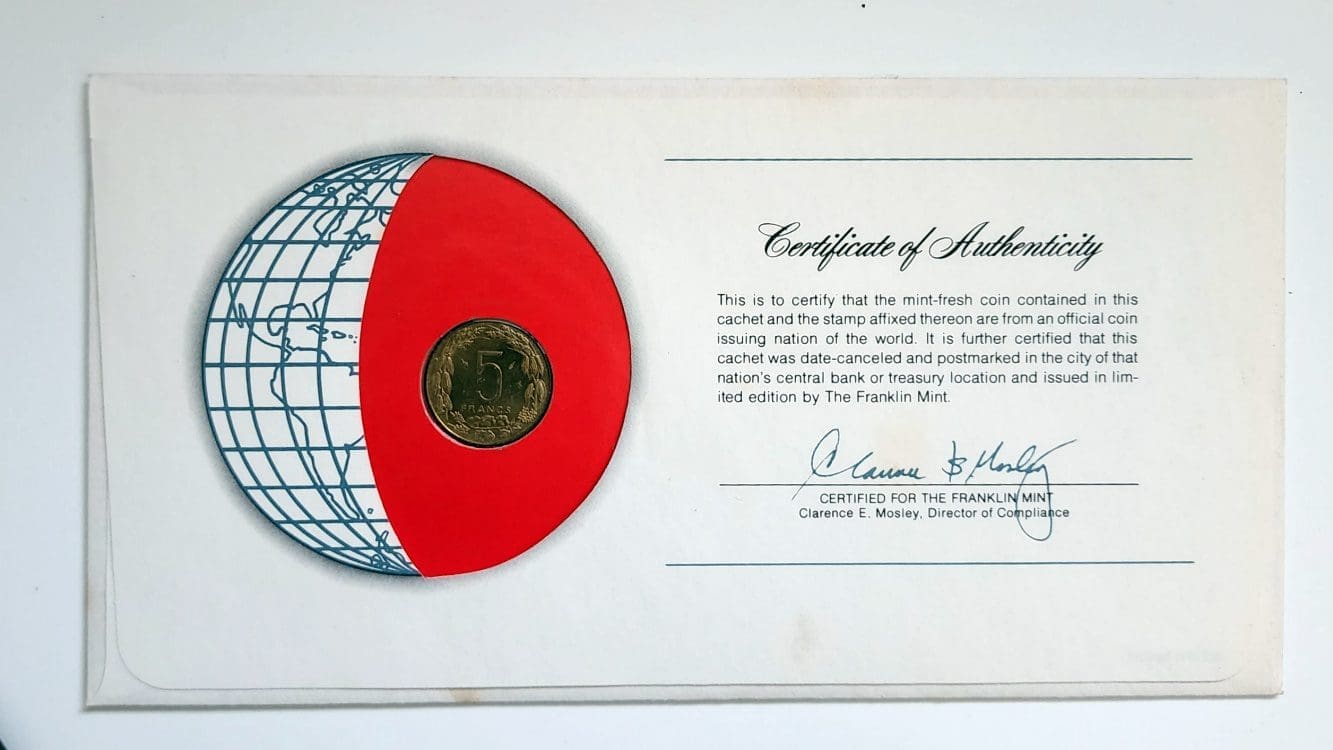 5
FRANCS
Certificate of Authenticity
This is to certify that the mint-fresh coin contained in this
cachet and the stamp affixed thereon are from an official coin
issuing nation of the world. It is further certified that this
cachet was date-canceled and postmarked in the city of that
nation's central bank or treasury location and issued in lim-
ited edition by The Franklin Mint.
CERTIFIED FOR THE FRANKLIN MINT
Clarence E. Mosley, Director of Compliance